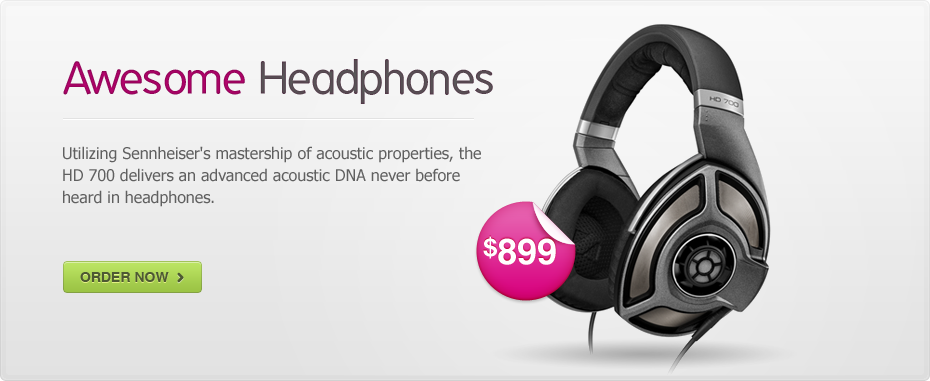 Awesome Headphones
HD 700
Utilizing Sennheiser's mastership of acoustic properties, the
HD 700 delivers an advanced acoustic DNA never before
heard in headphones.
$899
ORDER NOW